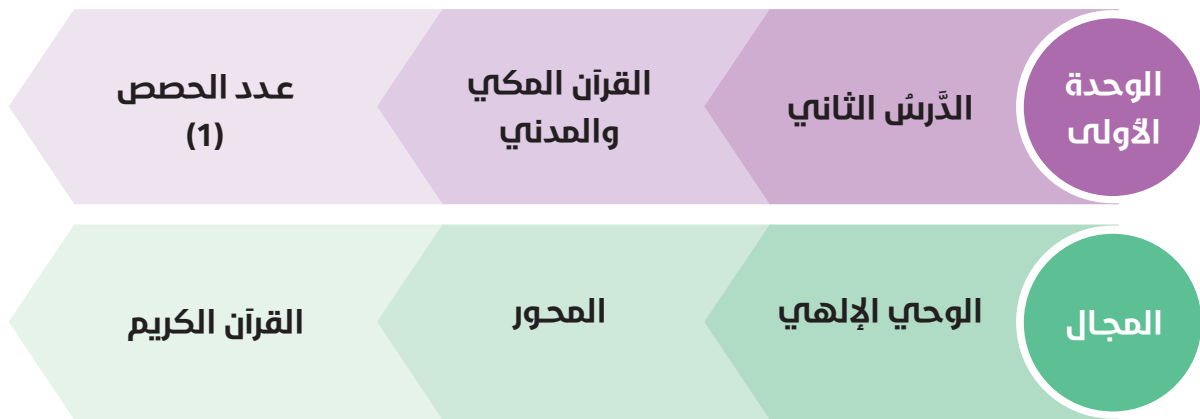 الوحدة
الأولى
الدَّرسُ الثاني
القرآن المكي
والمدني
عدد الحصص
(1)
المجال
الوحي الإلهي
المحور
القرآن الكريم